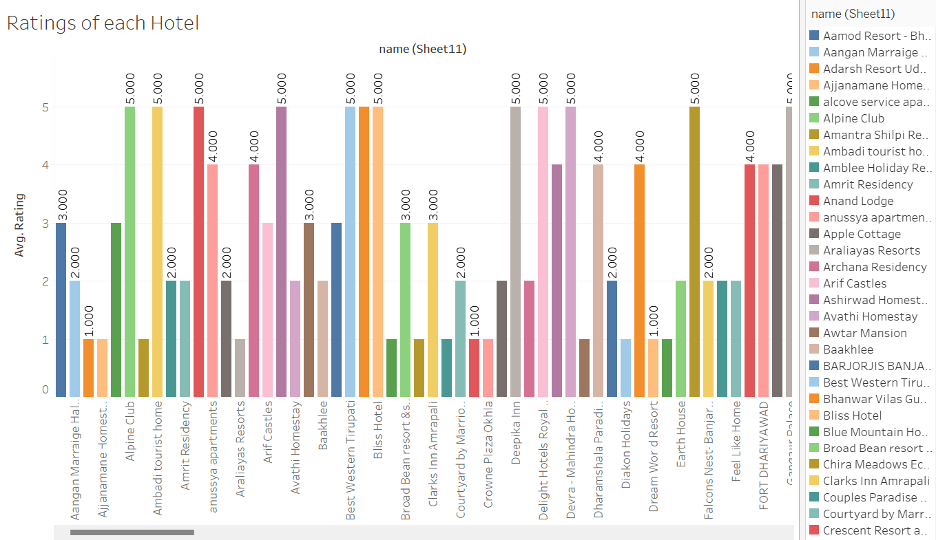 Ratings of each Hotel
name (Sheet11)
Avg. Rating
5
4
3
2
1
0
3.000
2.000
1.000
5.000
5.000
2.000
5.000
4.000
2.000
4.000
5.000
3.000
5.000
5.000
3.000
3.000
2.000
1.000
5.000
5.000
5.000
4.000
2.000
4.000
1.000
5.000
2.000
4.000
Aangan Marraige Hal..
Ajjanamane Homest..
Alpine Club
Ambadi tourist home
Amrit Residency
anussya apartments
Araliayas Resorts
Arif Castles
Avathi Homestay
Baakhlee
Best Western Tirupati
Bliss Hotel
Broad Bean resort &s..
Clarks Inn Amrapali
Courtyard by Marrio..
Crowne Plaza Okhla
Deepika Inn
Delight Hotels Royal ..
Devra - Mahindra Ho..
Dharamshala Paradi..
Diakon Holidays
Dream Wor d Resort
Earth House
Falcons Nest- Banjar..
Feel Like Home
FORT DHARIYAWAD
name (Sheet11)
Aamod Resort - Bh..
Aangan Marraige ..
Adarsh Resort Ud..
Ajjanamane Home..
alcove service apa..
Alpine Club
Amantra Shilpi Re..
Ambadi tourist ho..
Amblee Holiday Re..
Amrit Residency
Anand Lodge
anussya apartmen..
Apple Cottage
Araliayas Resorts
Archana Residency
Arif Castles
Ashirwad Homest..
Avathi Homestay
Awtar Mansion
Baakhlee
BARJORJIS BANJA..
Best Western Tiru..
Bhanwar Vilas Gu..
Bliss Hotel
Blue Mountain Ho..
Broad Bean resort ..
Chira Meadows Ec..
Clarks Inn Amrapali
Couples Paradise ..
Courtyard by Marr..
Crescent Resort a..